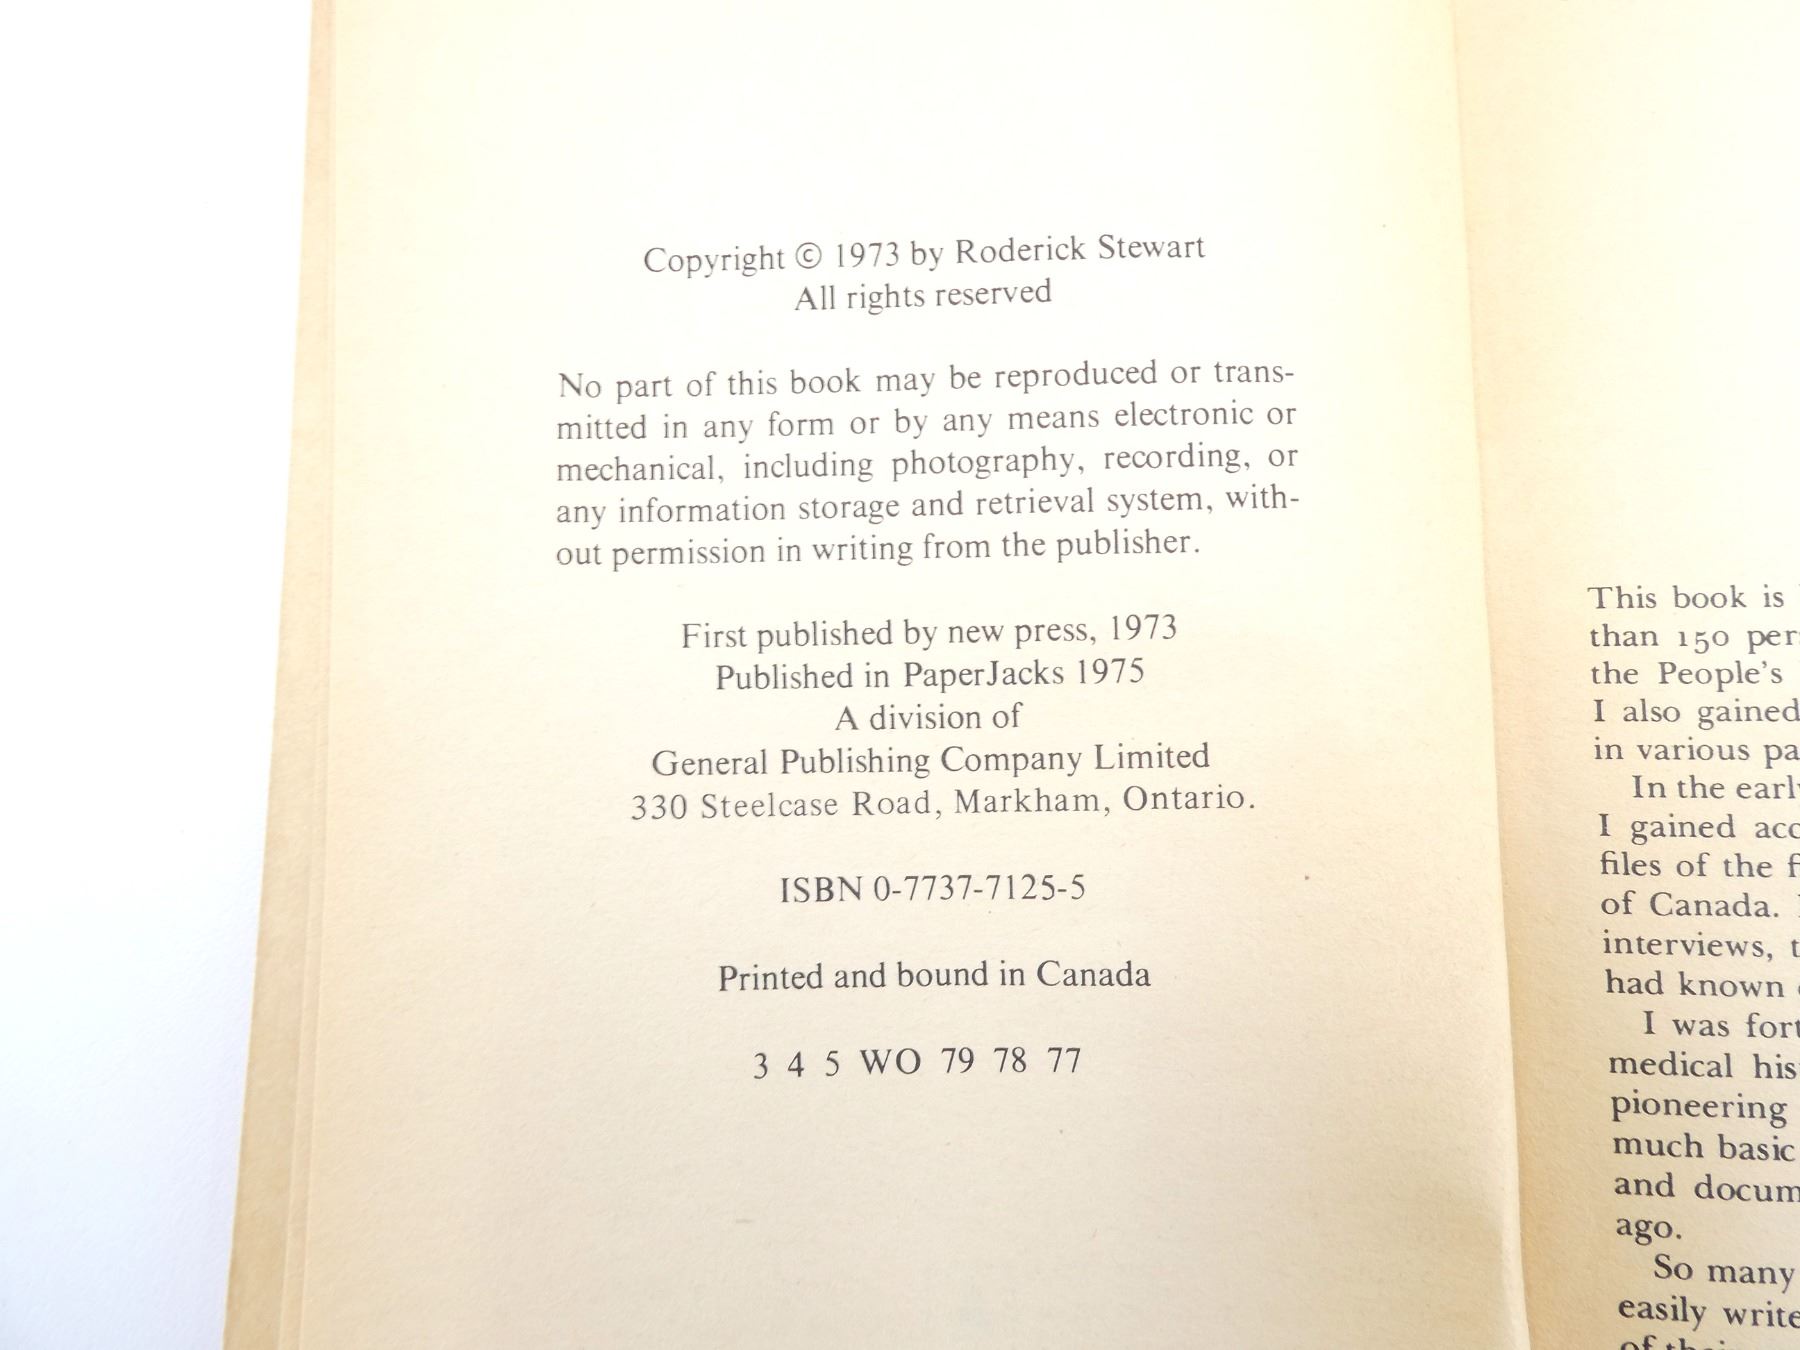 Copyright © 1973 by Roderick Stewart
All rights reserved
No part of this book may be reproduced or trans-
mitted in any form or by any means electronic or
mechanical, including photography, recording, or
any information storage and retrieval system, with-
out permission in writing from the publisher.
First published by new press, 1973
Published in PaperJacks 1975
A division of
General Publishing Company Limited
330 Steelcase Road, Markham, Ontario.
ISBN 0-7737-7125-5
Printed and bound in Canada
3 4 5 WO 79 78 77
This book is
than 150
the People's
I also gained
in various
In the
I gained
files of the
of Canada.
interviews,
had known
I was
medical
pioneering
much basic
and
ago.
So many
easily